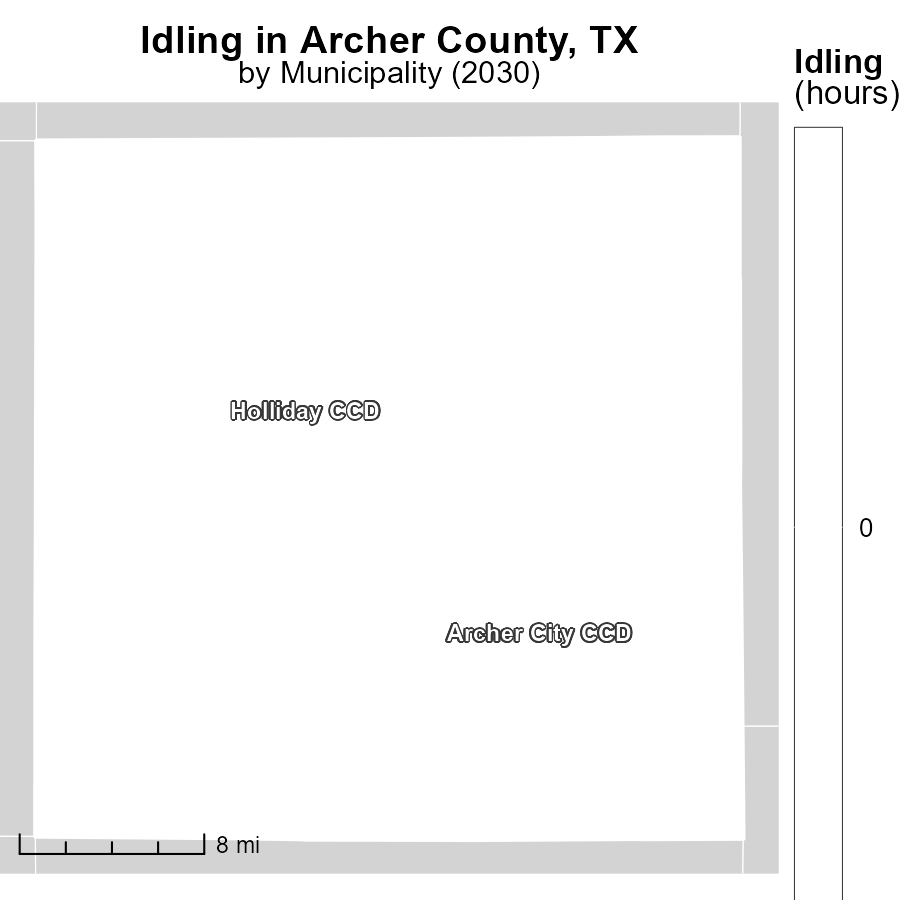 Idling in Archer County, TX
by Municipality (2030)
Idling
(hours)
Holliday CCD
0
Archer City CCD
8 mi